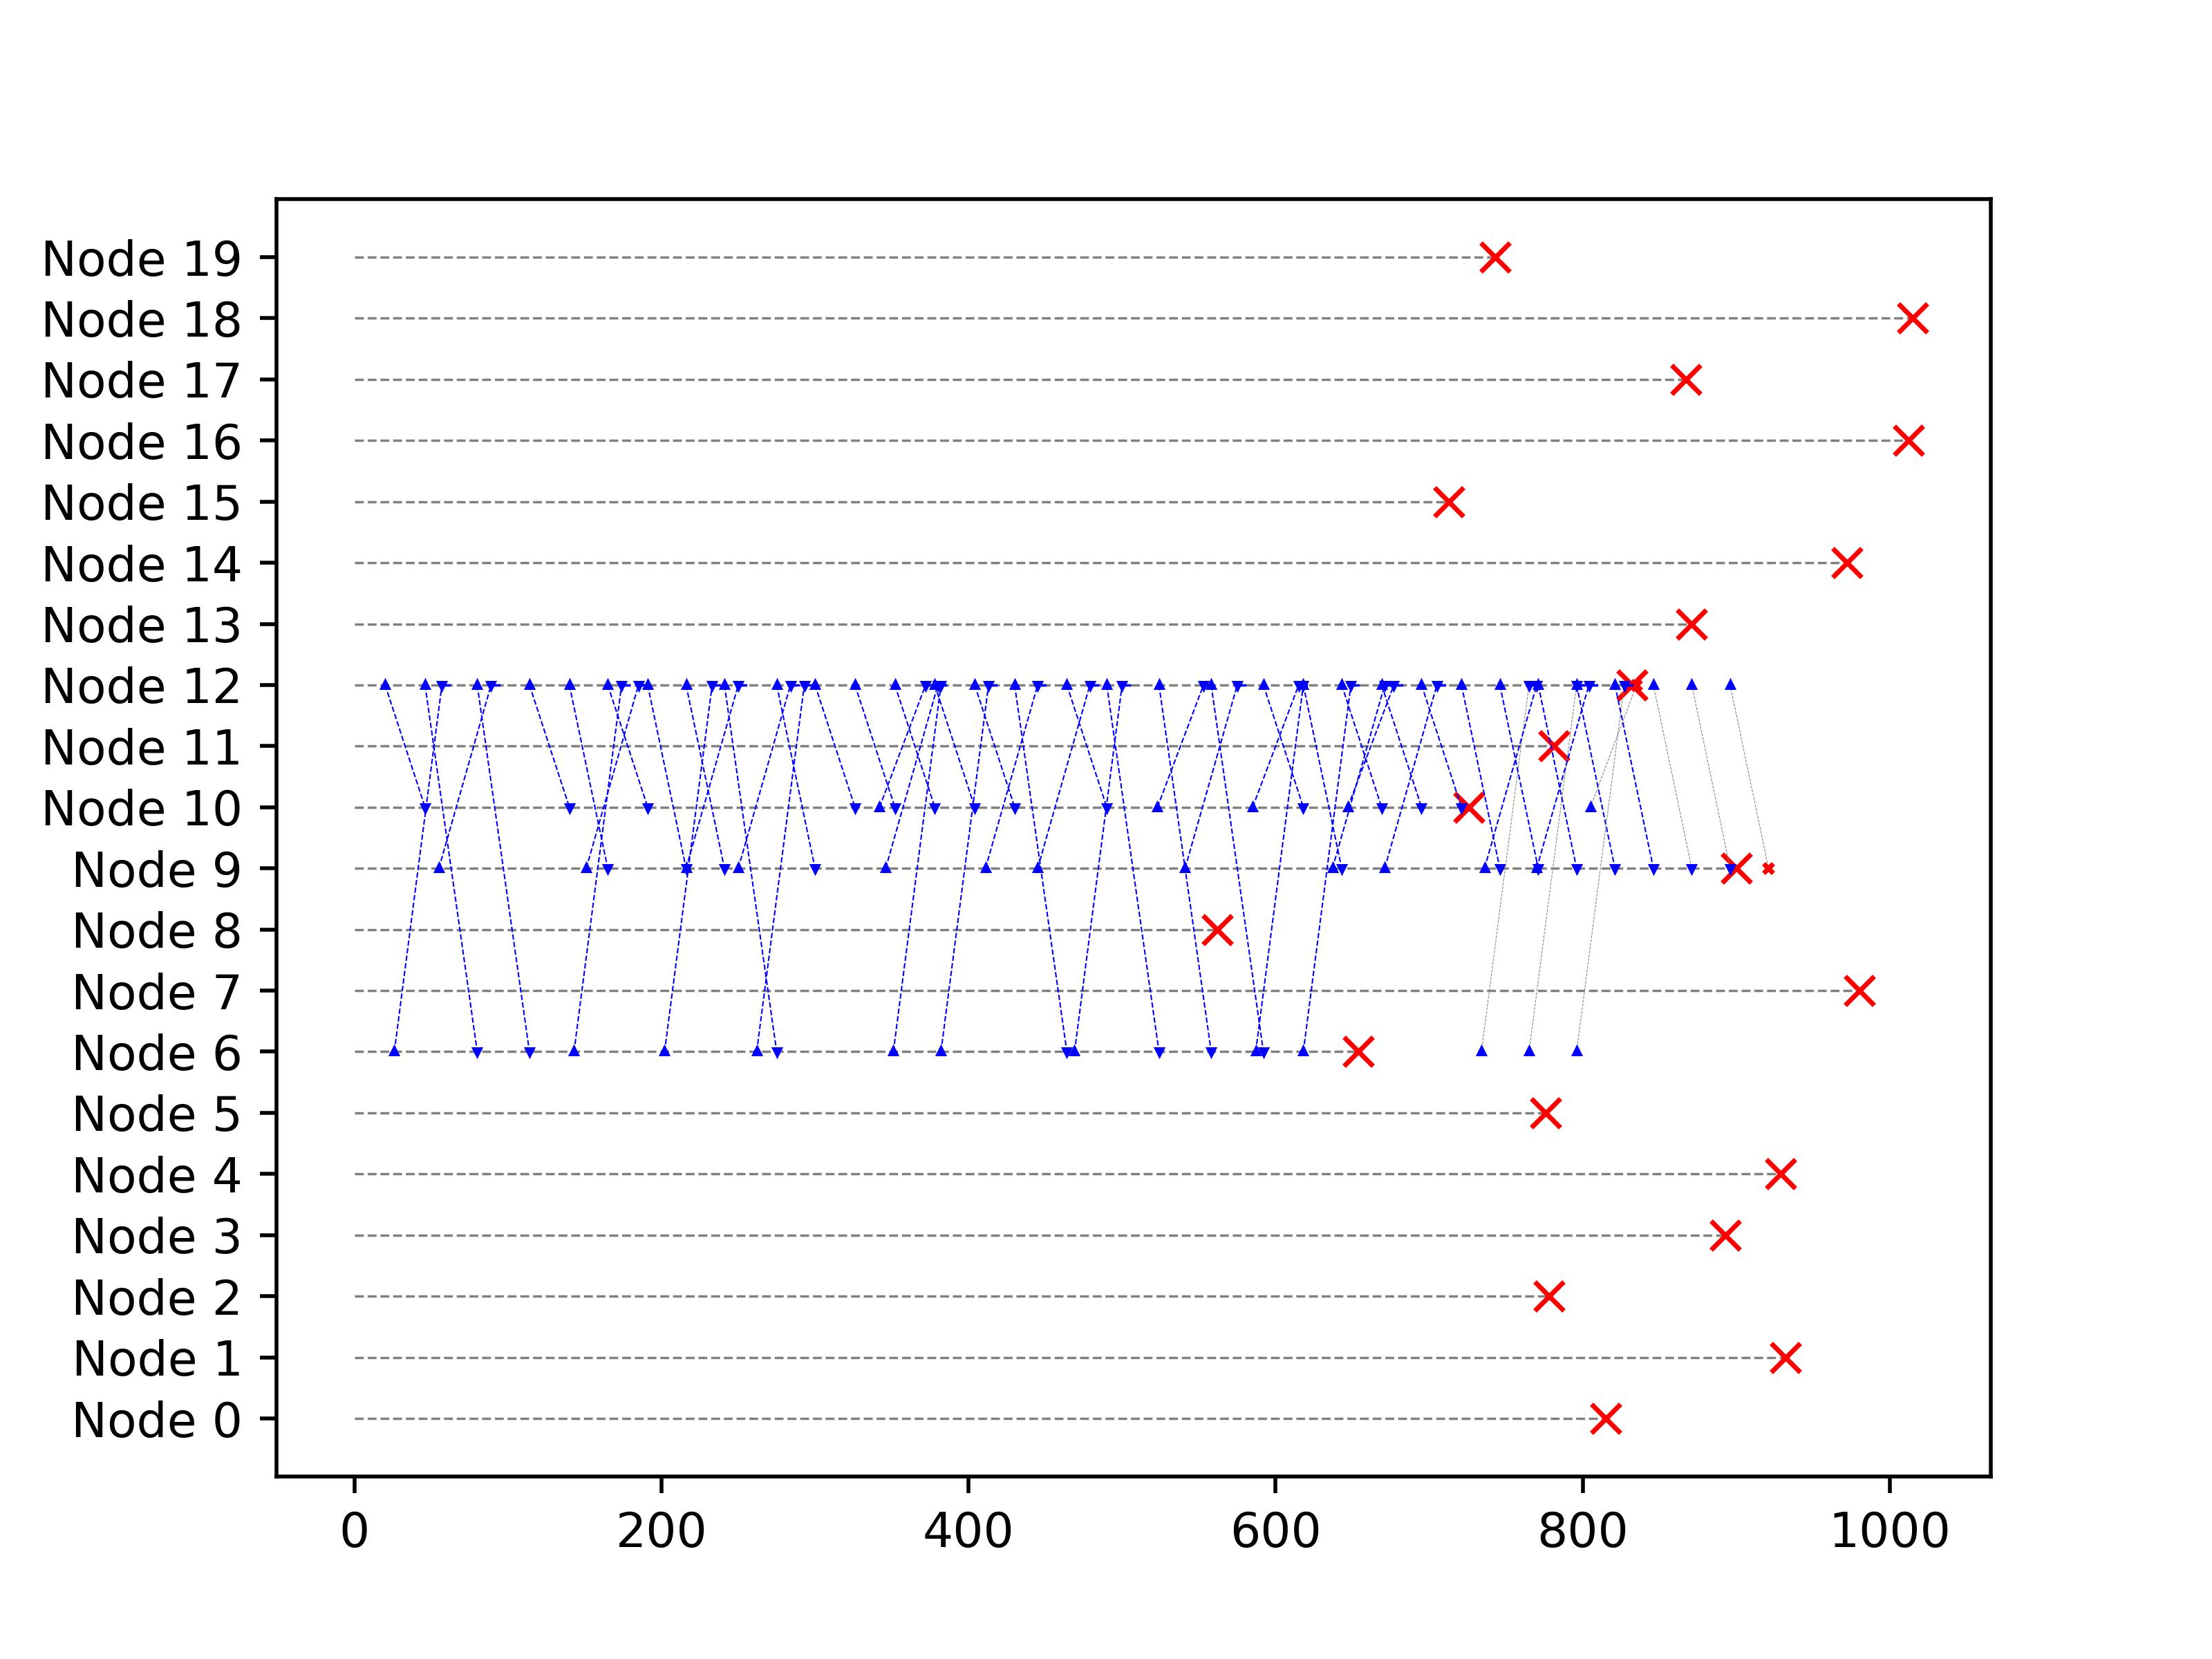 Node 19
Node 18
Node 17
Node 16
Node 15
Node 14
Node 13
Node 12
Node 11
Node 10
Node 9
Node 8
Node 7
Node 6
Node 5
Node 4
Node 3
Node 2
Node 1
Node 0
0 200 400 600 800 1000